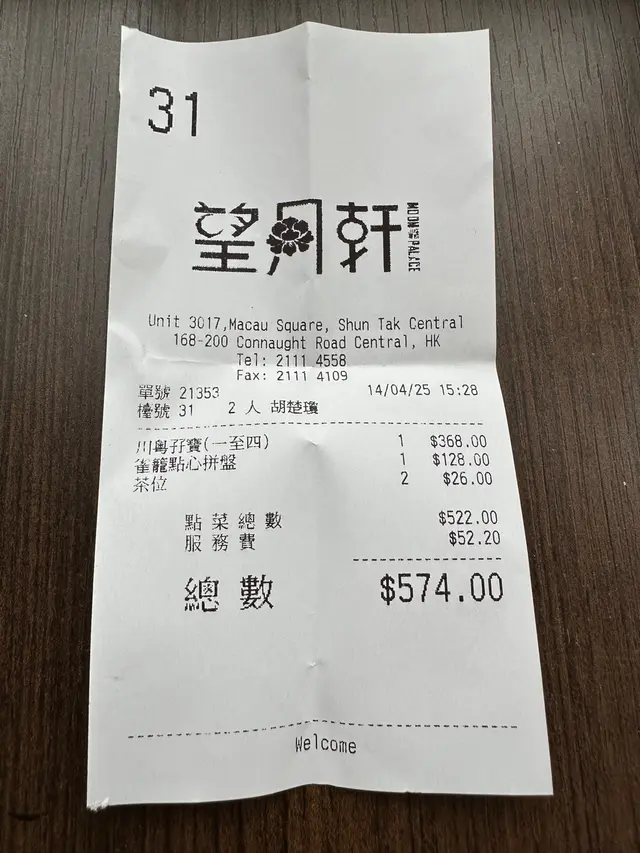 31
望月軒 MOON PALACE
Unit 3017,Macau Square, Shun Tak Central
168-200 Connaught Road Central, HK
Tel: 2111 4558
Fax: 2111 4109
單號 21353 14/04/25 15:28
檯號 31 2 人 胡楚瓊
川粵孖寶(一至四) 1 $368.00
雀籠點心拼盤 1 $128.00
茶位 2 $26.00
點菜總數 $522.00
服務費 $52.20
總數 $574.00
Welcome